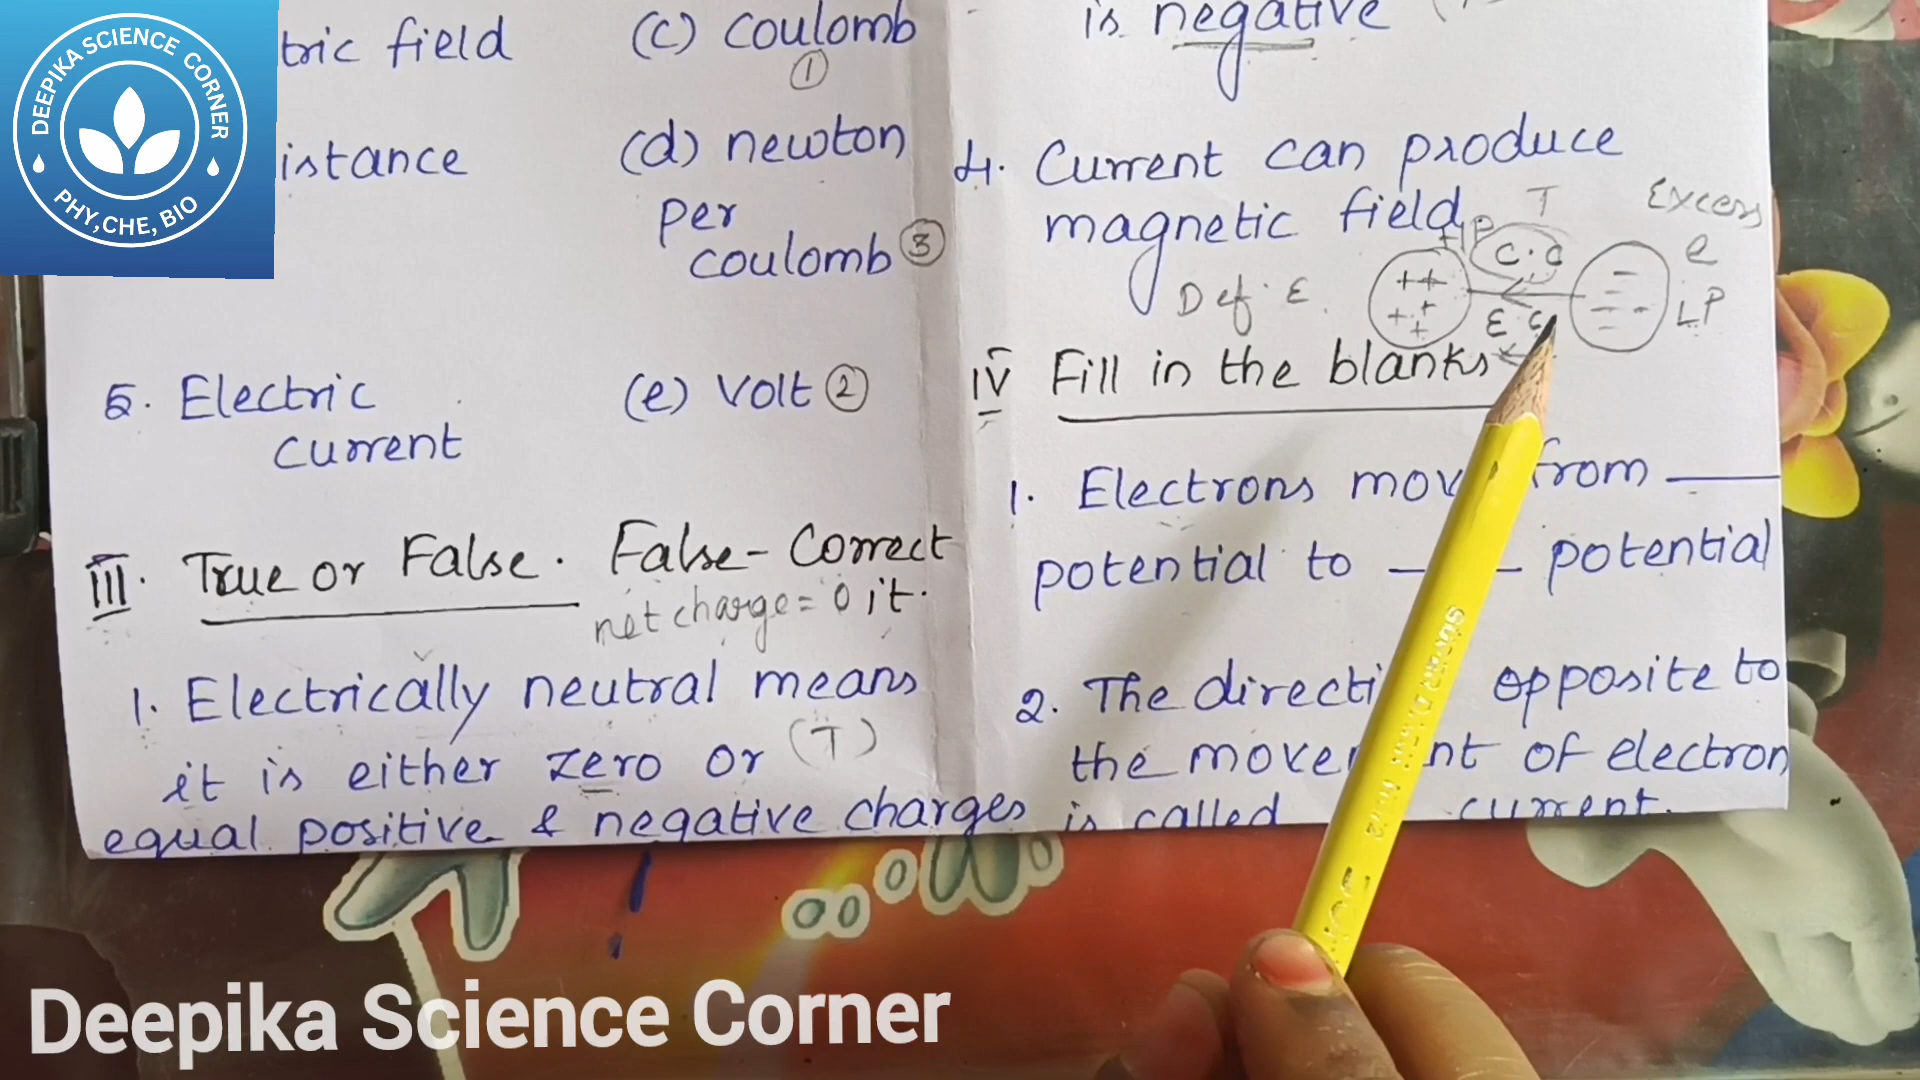 DEEPIKA SCIENCE CORNER
PHY,CHE, BIO
tric field (c) coulomb
1
istance (d) newton
per
coulomb 3
5. Electric (e) volt 2
current
III. True or False. False - Correct
it.
net charge = 0
1. Electrically neutral means
it is either zero or (T)
equal positive & negative charges
is negative
4. Current can produce
magnetic field
T
Excess
e
LP
HP
C.C
++
+ +
+
Def. E.
E C
IV Fill in the blanks
1. Electrons mov from ____
potential to ____ potential
2. The directi opposite to
the move nt of electron
is called current.
Deepika Science Corner